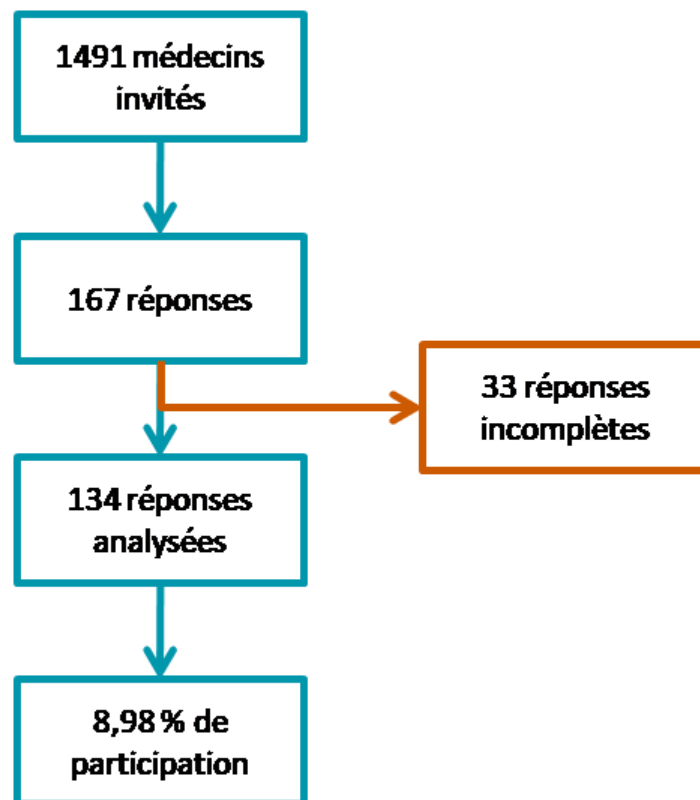 1491 médecins
invités
167 réponses
33 réponses
incomplètes
134 réponses
analysées
8,98 % de
participation